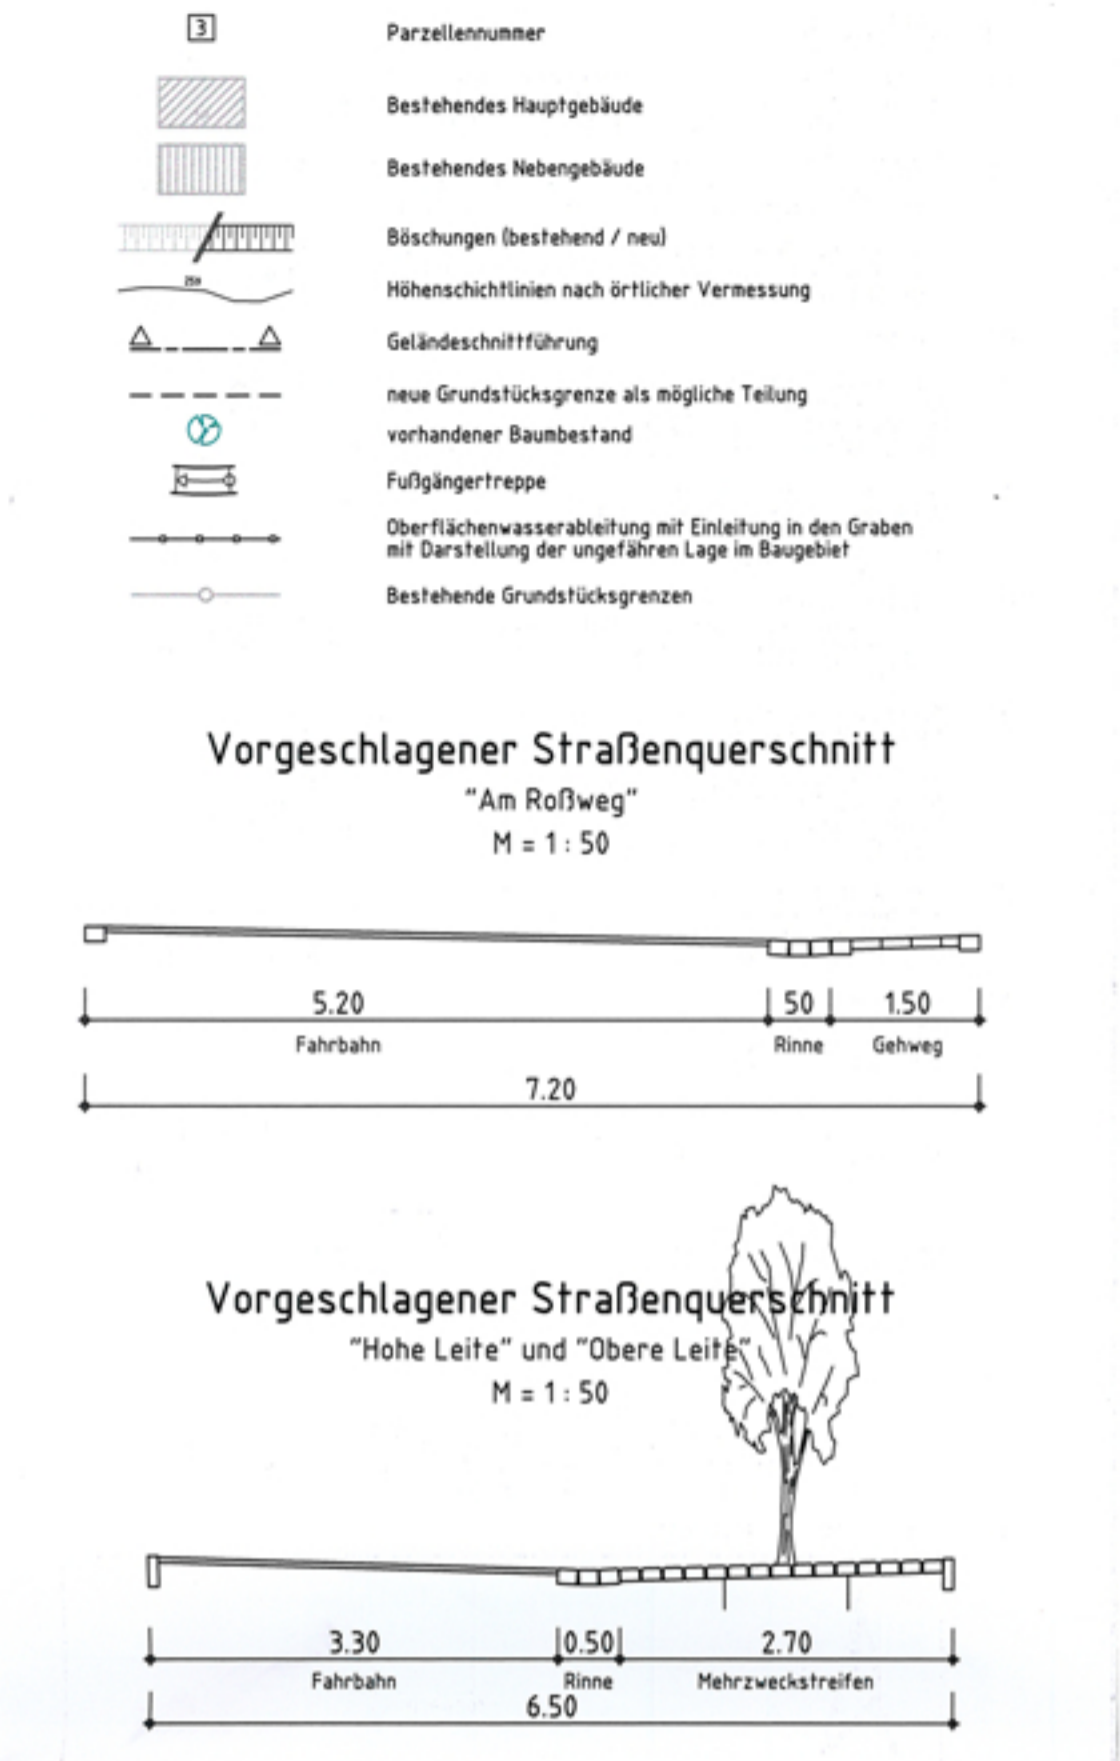 3 Parzellennummer
Bestehendes Hauptgebäude
Bestehendes Nebengebäude
Böschungen (bestehend / neu)
Höhenschichtlinien nach örtlicher Vermessung
Geländeschnittführung
neue Grundstücksgrenze als mögliche Teilung
vorhandener Baumbestand
Fußgängertreppe
Oberflächenwasserableitung mit Einleitung in den Graben
mit Darstellung der ungefähren Lage im Baugebiet
Bestehende Grundstücksgrenzen
Vorgeschlagener Straßenquerschnitt
"Am Roßweg"
M = 1 : 50
5.20 50 1.50
Fahrbahn Rinne Gehweg
7.20
Vorgeschlagener Straßenquerschnitt
"Hohe Leite" und "Obere Leite"
M = 1 : 50
3.30 0.50 2.70
Fahrbahn Rinne Mehrzweckstreifen
6.50